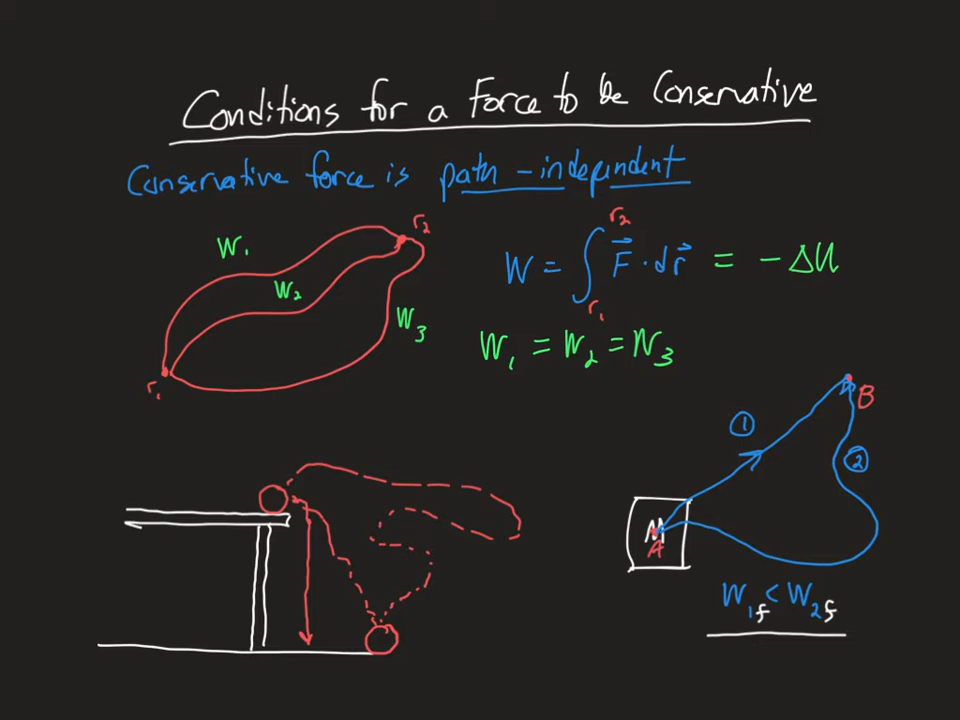 Conditions for a Force to be Conservative
Conservative force is path-independent
W₁
W₂
W₃
r₁
r₂
W = ∫_{r₁}^{r₂} F⃗ · dr⃗ = -ΔU
W₁ = W₂ = W₃
①
B
②
M
A
W₁f < W₂f